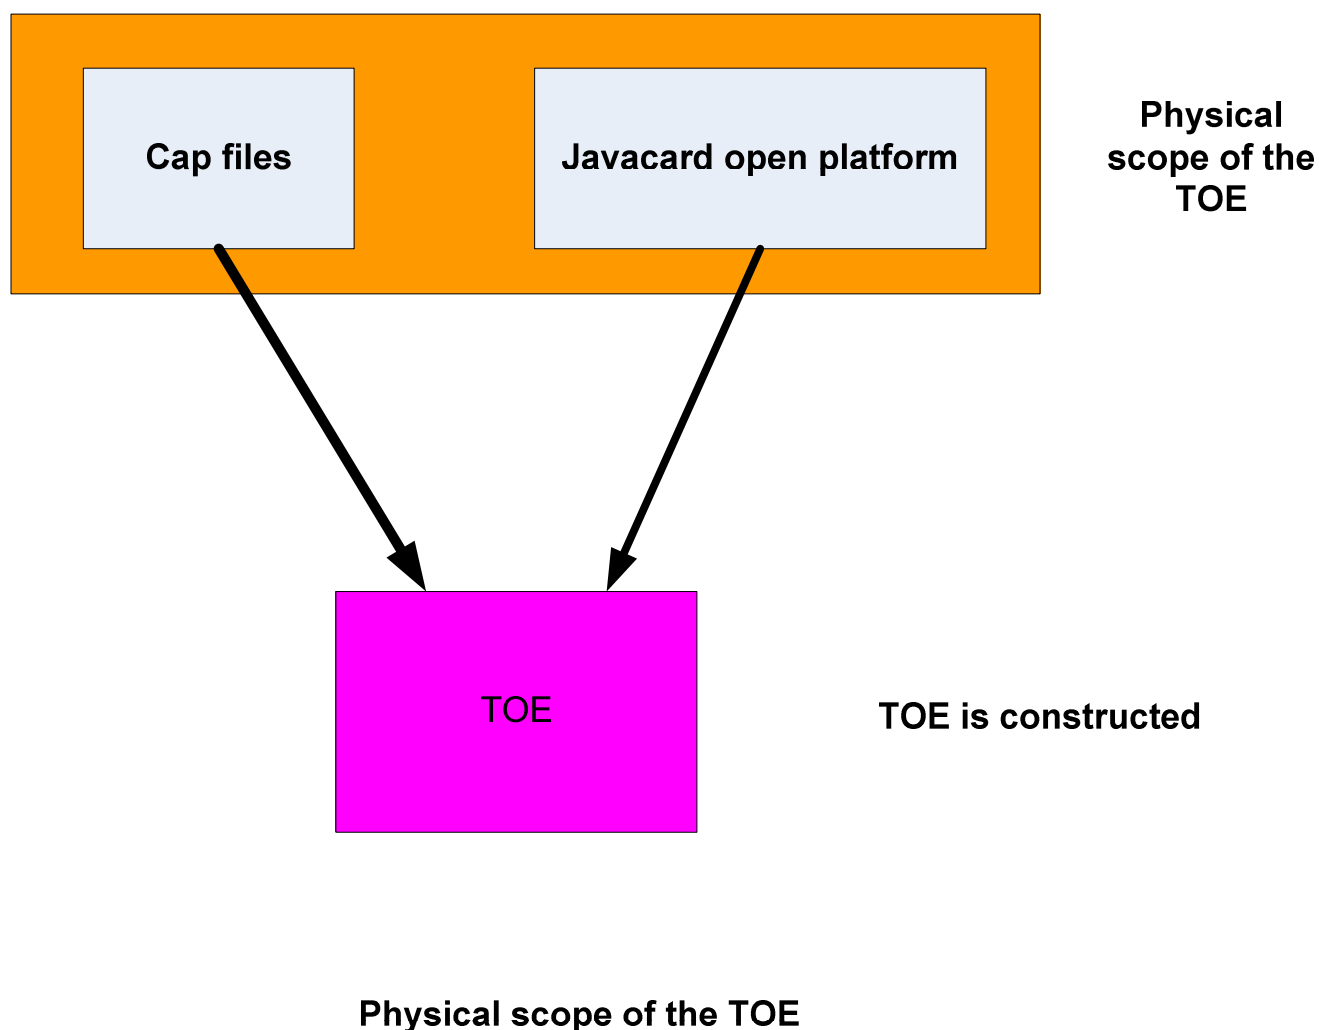 Cap files
Javacard open platform
Physical
scope of the
TOE
TOE
TOE is constructed
Physical scope of the TOE